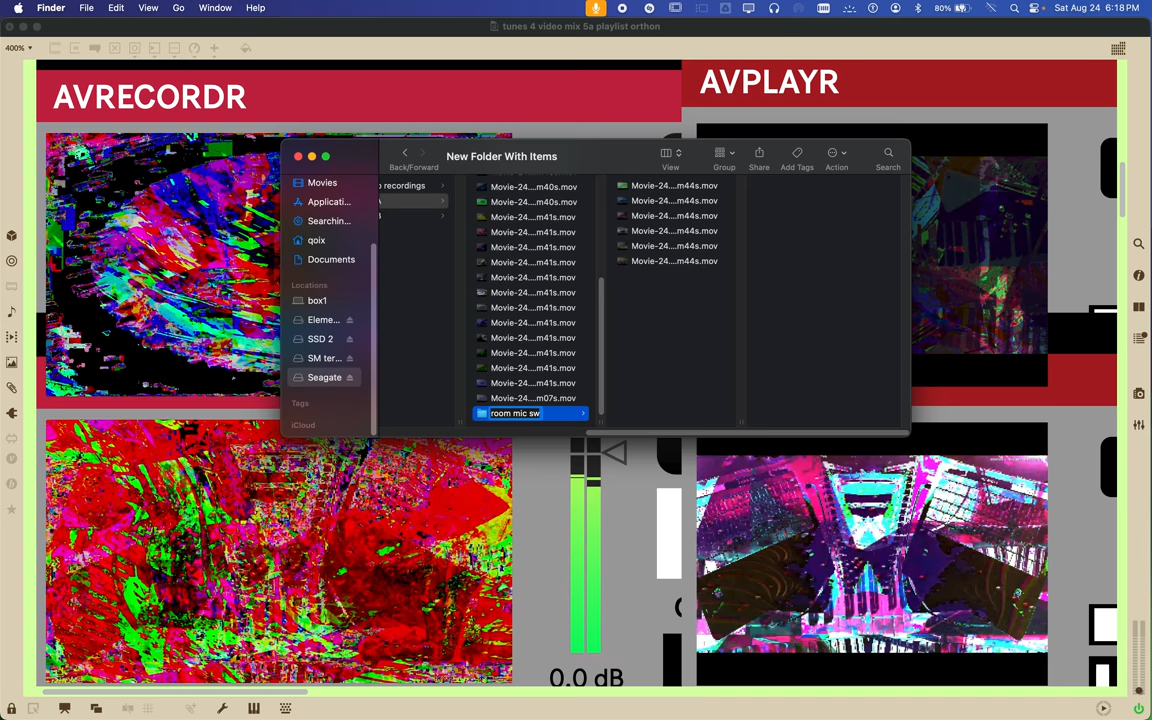 Finder File Edit View Go Window Help
80%
Sat Aug 24 6:18 PM
tunes 4 video mix 5a playlist orthon
400%
AVRECORDR
AVPLAYR
Back/Forward
New Folder With Items
View
Group
Share
Add Tags
Action
Search
Movies
Applicati...
Searchin...
qoix
Documents
Locations
box1
Eleme...
SSD 2
SM ter...
Seagate
Tags
iCloud
recordings
Movie-24....m40s.mov
Movie-24....m40s.mov
Movie-24....m41s.mov
Movie-24....m41s.mov
Movie-24....m41s.mov
Movie-24....m41s.mov
Movie-24....m41s.mov
Movie-24....m41s.mov
Movie-24....m41s.mov
Movie-24....m41s.mov
Movie-24....m41s.mov
Movie-24....m41s.mov
Movie-24....m41s.mov
Movie-24....m41s.mov
Movie-24....m07s.mov
room mic sw
Movie-24....m44s.mov
Movie-24....m44s.mov
Movie-24....m44s.mov
Movie-24....m44s.mov
Movie-24....m44s.mov
Movie-24....m44s.mov
0.0 dB